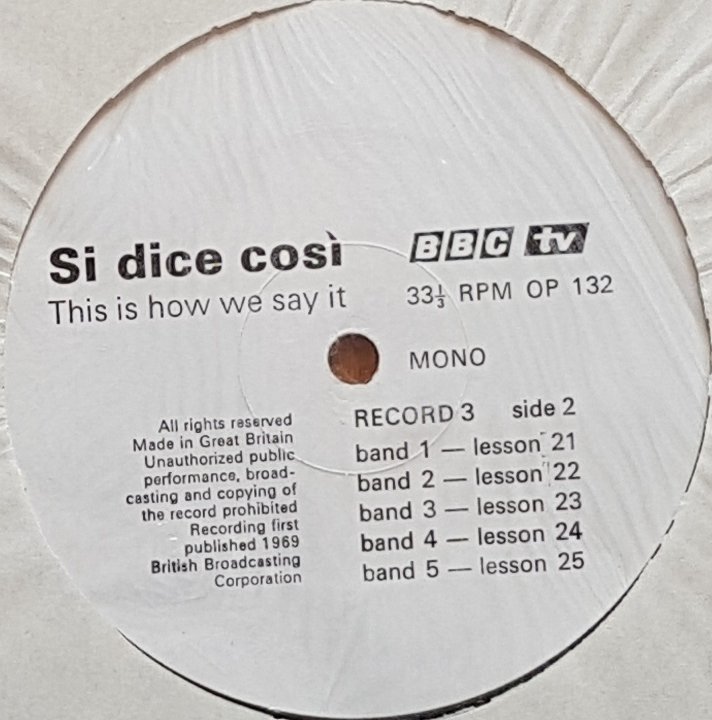 Si dice così
This is how we say it
BBC tv
33⅓ RPM OP 132
MONO
RECORD 3 side 2
band 1 — lesson 21
band 2 — lesson 22
band 3 — lesson 23
band 4 — lesson 24
band 5 — lesson 25
All rights reserved
Made in Great Britain
Unauthorized public
performance, broad-
casting and copying of
the record prohibited
Recording first
published 1969
British Broadcasting
Corporation